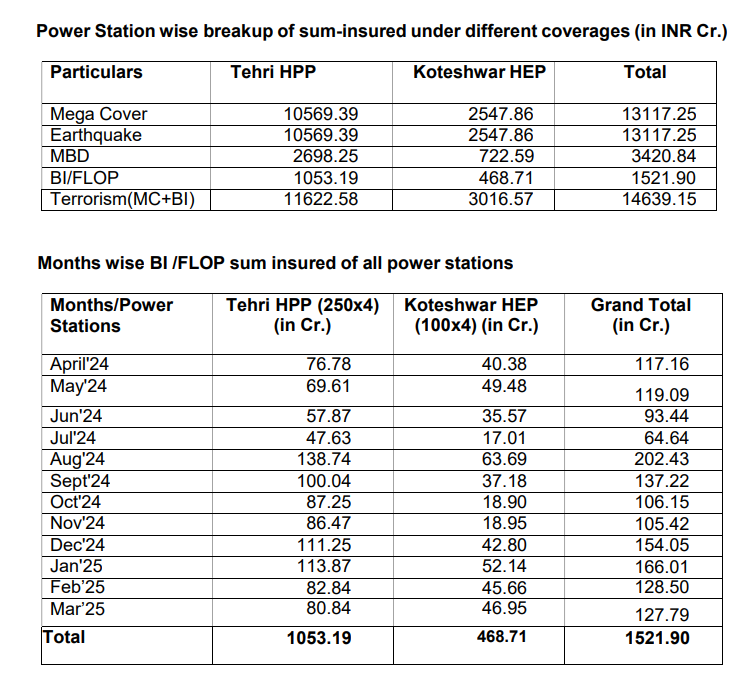 Power Station wise breakup of sum-insured under different coverages (in INR Cr.)
Particulars Tehri HPP Koteshwar HEP Total
Mega Cover 10569.39 2547.86 13117.25
Earthquake 10569.39 2547.86 13117.25
MBD 2698.25 722.59 3420.84
BI/FLOP 1053.19 468.71 1521.90
Terrorism(MC+BI) 11622.58 3016.57 14639.15
Months wise BI /FLOP sum insured of all power stations
Months/Power Tehri HPP (250x4) Koteshwar HEP Grand Total
Stations (in Cr.) (100x4) (in Cr.) (in Cr.)
April'24 76.78 40.38 117.16
May'24 69.61 49.48 119.09
Jun'24 57.87 35.57 93.44
Jul'24 47.63 17.01 64.64
Aug'24 138.74 63.69 202.43
Sept'24 100.04 37.18 137.22
Oct'24 87.25 18.90 106.15
Nov'24 86.47 18.95 105.42
Dec'24 111.25 42.80 154.05
Jan'25 113.87 52.14 166.01
Feb’25 82.84 45.66 128.50
Mar’25 80.84 46.95 127.79
Total 1053.19 468.71 1521.90